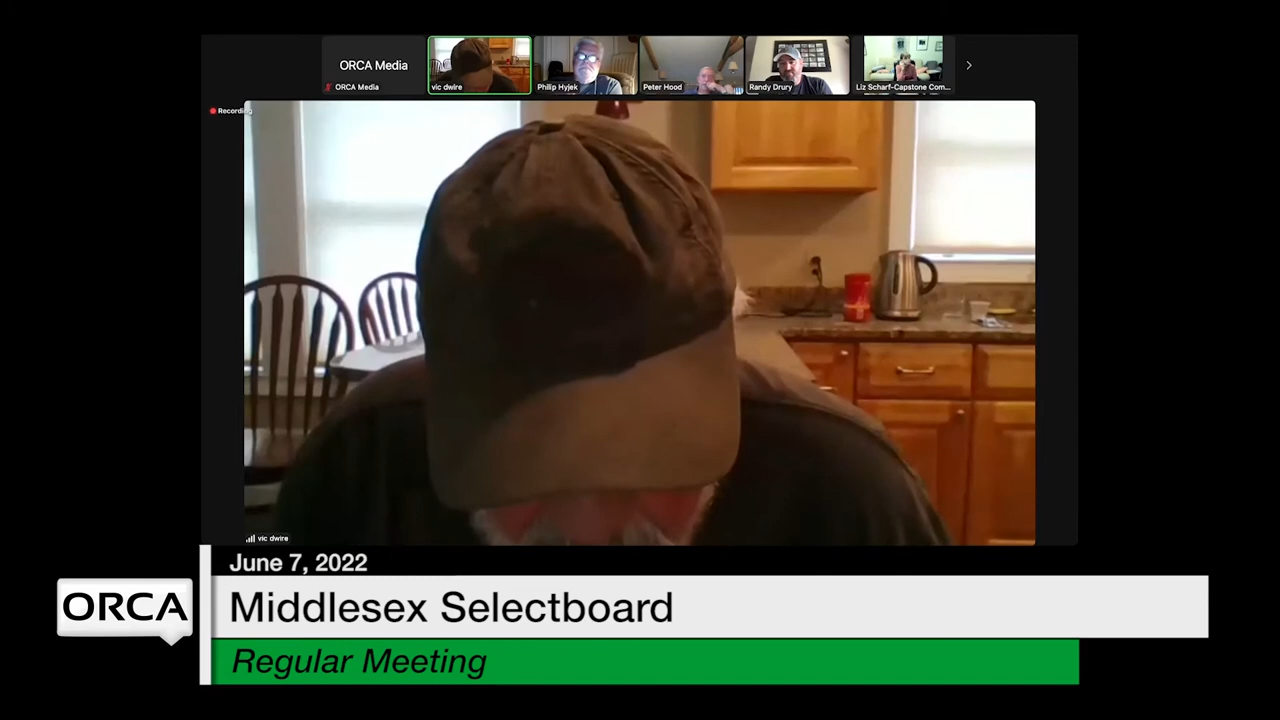 ORCA Media
ORCA Media
vic dwire
Philip Hyjek
Peter Hood
Randy Drury
Liz Scharf-Capstone Com...
Recording
vic dwire
June 7, 2022
ORCA
Middlesex Selectboard
Regular Meeting